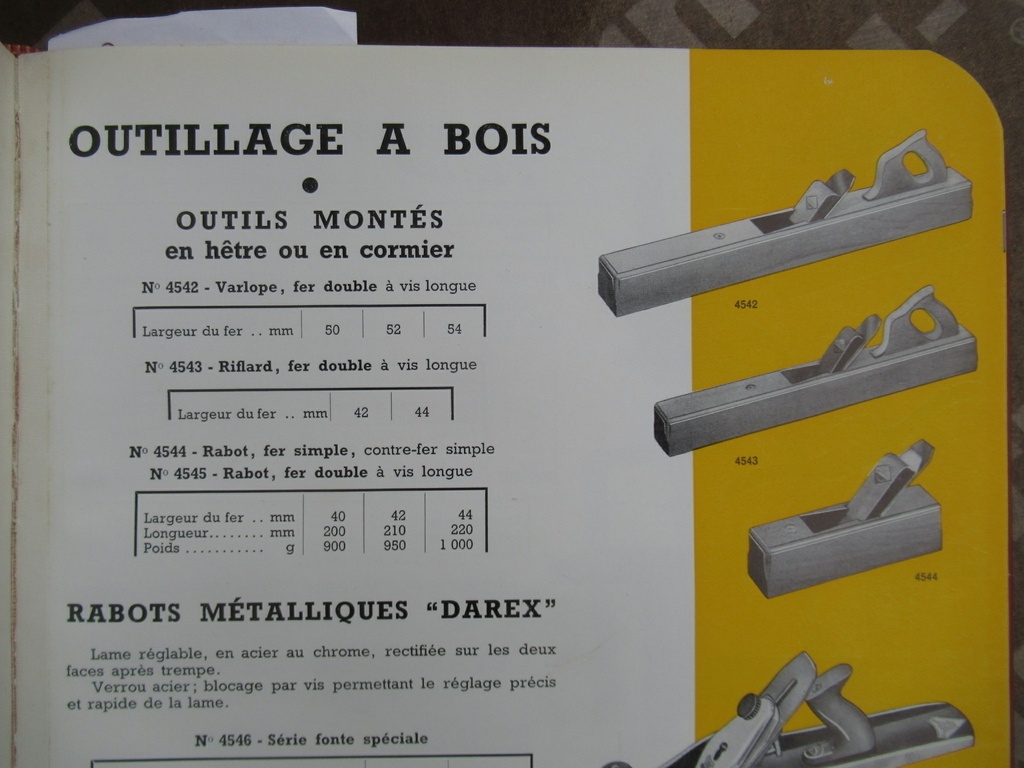 OUTILLAGE A BOIS
OUTILS MONTÉS
en hêtre ou en cormier
Nº 4542 - Varlope, fer double à vis longue
Largeur du fer .. mm 50 52 54
Nº 4543 - Riflard, fer double à vis longue
Largeur du fer .. mm 42 44
Nº 4544 - Rabot, fer simple, contre-fer simple
Nº 4545 - Rabot, fer double à vis longue
Largeur du fer .. mm 40 42 44
Longueur........ mm 200 210 220
Poids ........... g 900 950 1 000
RABOTS MÉTALLIQUES “DAREX”
Lame réglable, en acier au chrome, rectifiée sur les deux
faces après trempe.
Verrou acier ; blocage par vis permettant le réglage précis
et rapide de la lame.
Nº 4546 - Série fonte spéciale
4542
4543
4544